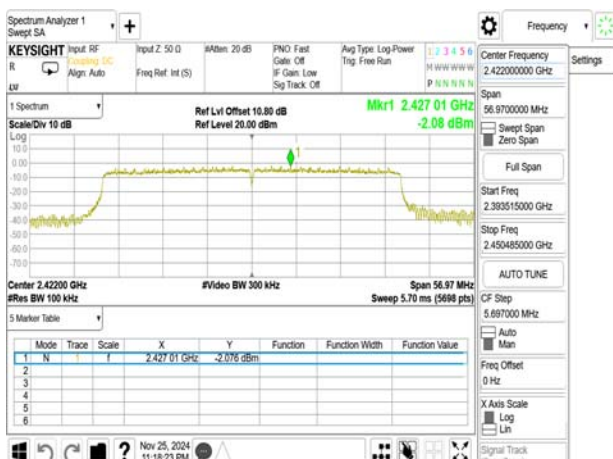 Spectrum Analyzer 1
Swept SA
Frequency
KEYSIGHT Input: RF
Coupling: DC
Align: Auto
Input Z: 50 Ω
Freq Ref: Int (S)
#Atten: 20 dB
PNO: Fast
Gate: Off
IF Gain: Low
Sig Track: Off
Avg Type: Log-Power
Trig: Free Run
1 2 3 4 5 6
M W W W W W
P N N N N N
R
Settings
Center Frequency
2.422000000 GHz
Span
56.9700000 MHz
Swept Span
Zero Span
Full Span
Start Freq
2.393515000 GHz
Stop Freq
2.450485000 GHz
AUTO TUNE
CF Step
5.697000 MHz
Auto
Man
Freq Offset
0 Hz
X Axis Scale
Log
Lin
Signal Track
1 Spectrum
Scale/Div 10 dB
Log
Ref Lvl Offset 10.80 dB
Ref Level 20.00 dBm
Mkr1 2.427 01 GHz
-2.08 dBm
1
10.0
0.00
-10.0
-20.0
-30.0
-40.0
-50.0
-60.0
-70.0
Center 2.42200 GHz
#Res BW 100 kHz
#Video BW 300 kHz
Span 56.97 MHz
Sweep 5.70 ms (5698 pts)
5 Marker Table
Mode Trace Scale X Y Function Function Width Function Value
1 N 1 f 2.427 01 GHz -2.076 dBm
2
3
4
5
6
Nov 25, 2024
11:18:23 PM